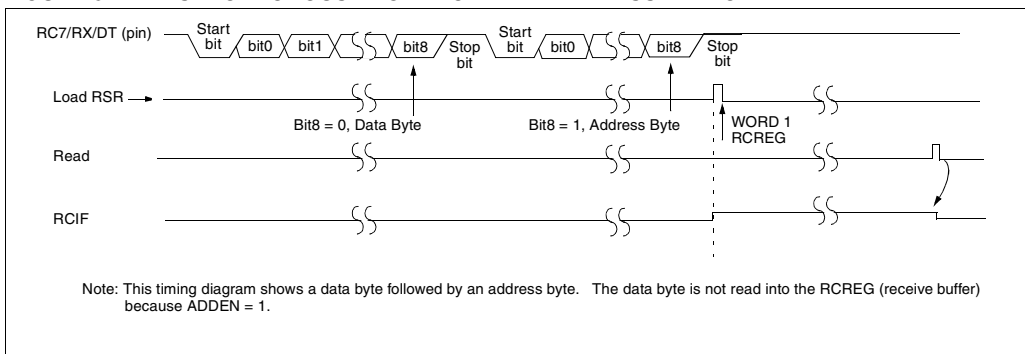 RC7/RX/DT (pin)
Start
bit
bit0
bit1
bit8
Stop
bit
Start
bit
bit0
bit8
Stop
bit
Load RSR
Bit8 = 0, Data Byte
Bit8 = 1, Address Byte
WORD 1
RCREG
Read
RCIF
Note: This timing diagram shows a data byte followed by an address byte. The data byte is not read into the RCREG (receive buffer)
because ADDEN = 1.